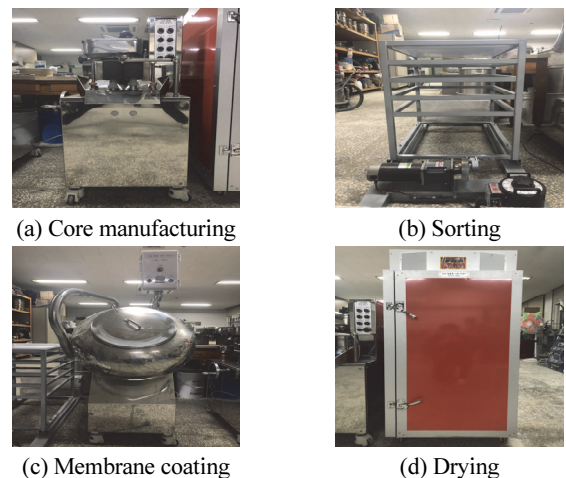 (a) Core manufacturing
(b) Sorting
(c) Membrane coating
(d) Drying